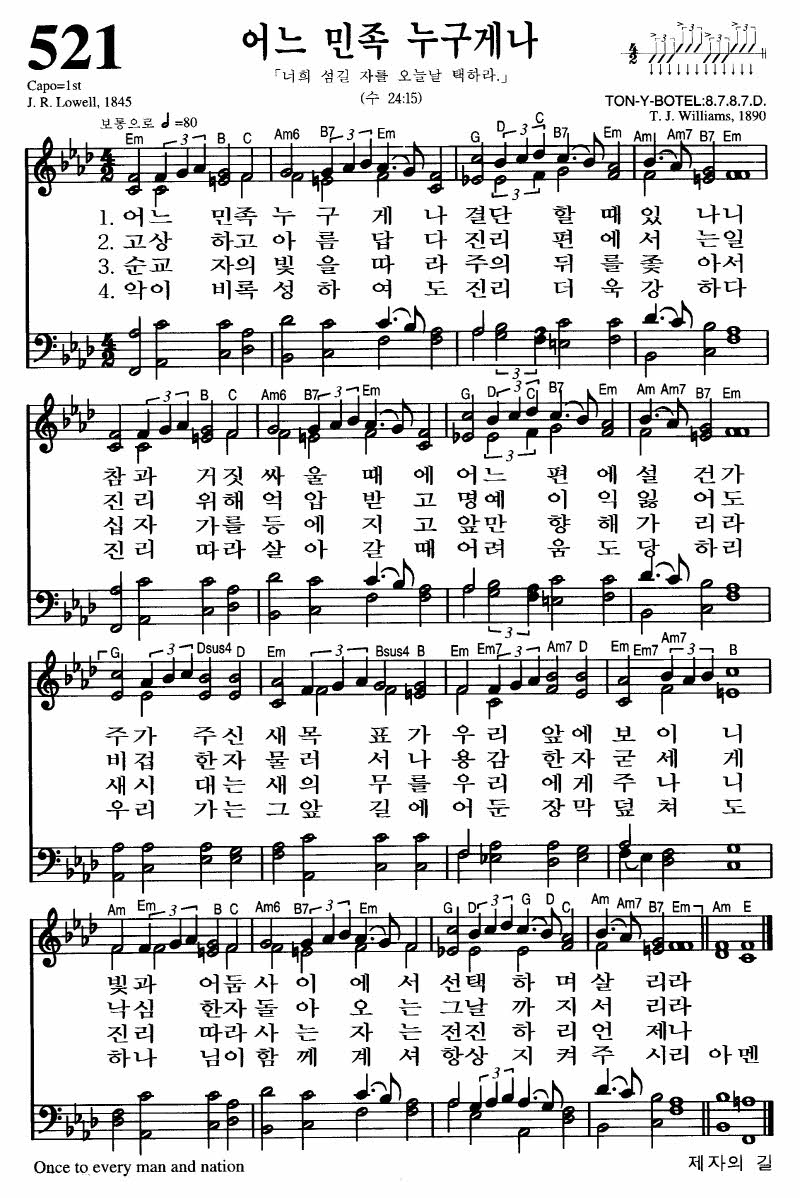 521
어느 민족 누구게나
「너희 섬길 자를 오늘날 택하라.」
(수 24:15)
Capo=1st
J. R. Lowell, 1845
TON-Y-BOTEL:8.7.8.7.D.
T. J. Williams, 1890
보통으로 =80
Em B C Am6 B7 3 Em G D C 3 B7 Em Am Am7 B7 Em
1. 어느 민족 누구 게 나 결단 할 때 있 나니
2. 고상 하고 아름 답 다 진리 편 에 서 는일
3. 순교 자의 빛을 따 라 주의 뒤 를 좇 아서
4. 악이 비록 성하 여 도 진리 더 욱 강 하다
3 B C Am6 B7 3 Em G D C 3 B7 Em Am Am7 B7 Em
참과 거짓 싸울 때 에 어느 편 에 설 건가
진리 위해 억압 받 고 명예 이 익 잃 어도
십자 가를 등에 지 고 앞만 향 해 가 리라
진리 따라 살아 갈 때 어려 움 도 당 하리
3
G 3 Dsus4 D Em 3 Bsus4 B Em Em7 3 Am7 D Em Em7 Am7 3 B
주가 주신 새목 표가 우리 앞에 보이 니
비겁 한자 물러 서나 용감 한자 굳세 게
새시 대는 새의 무를 우리 에게 주나 니
우리 가는 그앞 길에 어둔 장막 덮쳐 도
Am Em 3 B C Am6 B7 3 Em G D B7 C 3 Em Am Am7 B7 Em Am E
빛과 어둠 사이 에 서 선택 하 며 살 리라
낙심 한자 돌아 오 는 그날 까 지 서 리라
진리 따라 사는 자 는 전진 하 리 언 제나
하나 님이 함께 계 셔 항상 지 켜 주 시리 아멘
3
Once to every man and nation
제자의 길